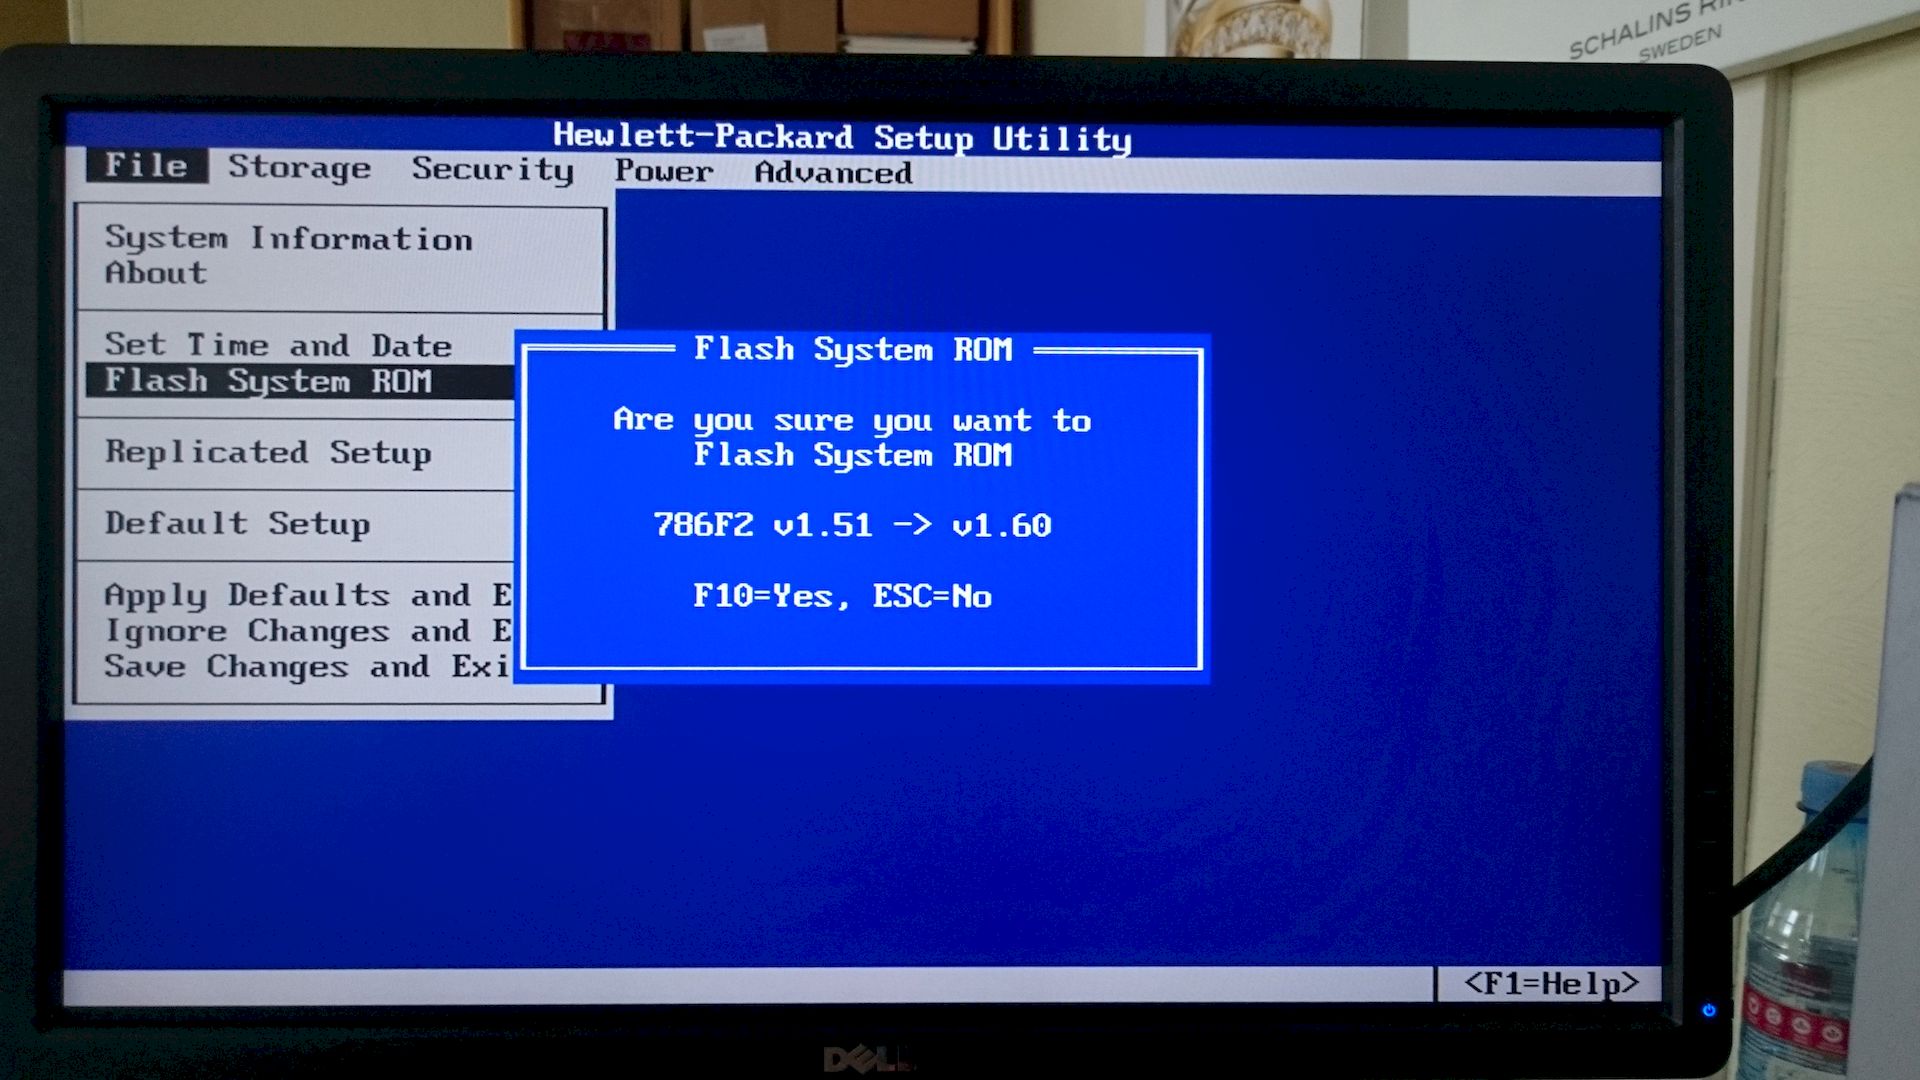 SCHALINS
SWEDEN
Hewlett-Packard Setup Utility
File Storage Security Power Advanced
System Information
About
Set Time and Date
Flash System ROM
Replicated Setup
Default Setup
Apply Defaults and E
Ignore Changes and E
Save Changes and Exi
Flash System ROM
Are you sure you want to
Flash System ROM
786F2 v1.51 -> v1.60
F10=Yes, ESC=No
<F1=Help>
DELL